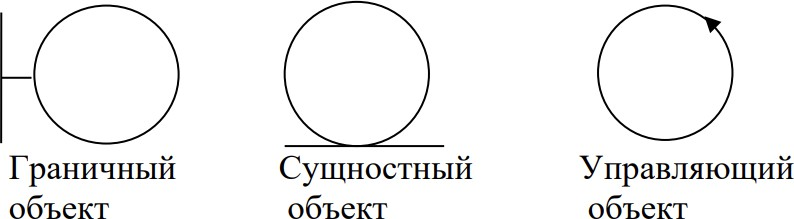 Граничный
объект
Сущностный
объект
Управляющий
объект